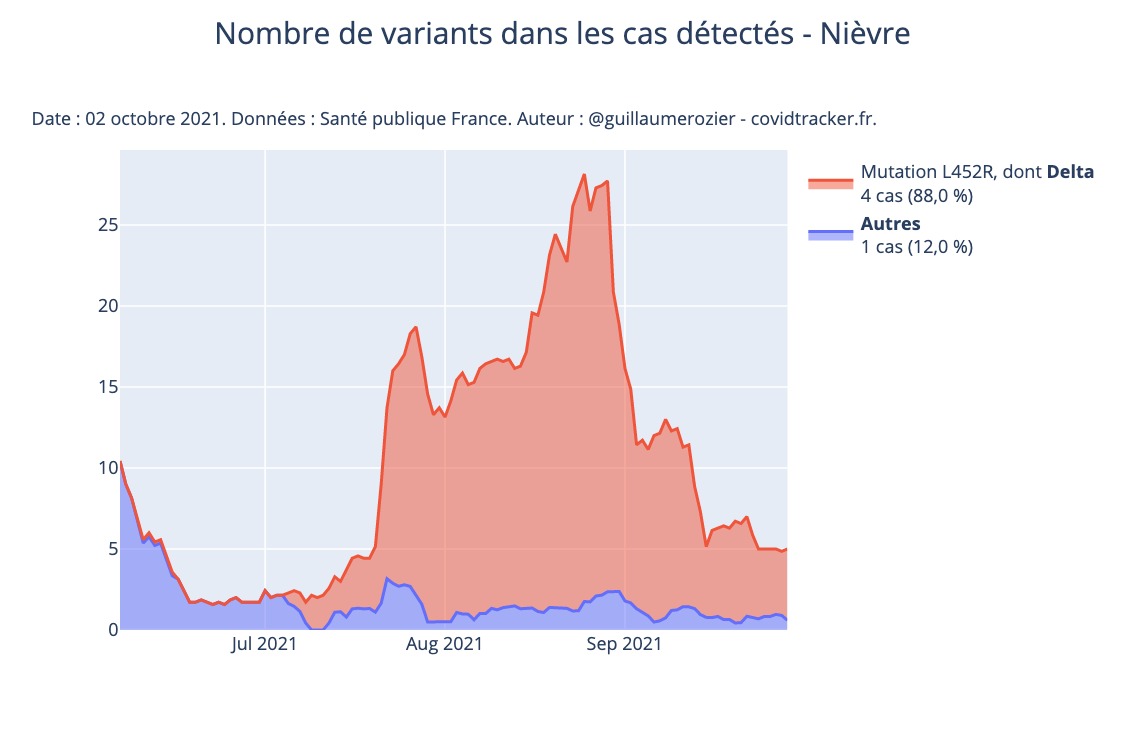 Nombre de variants dans les cas détectés - Nièvre
Date : 02 octobre 2021. Données : Santé publique France. Auteur : @guillaumerozier - covidtracker.fr.
Mutation L452R, dont Delta
4 cas (88,0 %)
Autres
1 cas (12,0 %)
25
20
15
10
5
0
Jul 2021
Aug 2021
Sep 2021